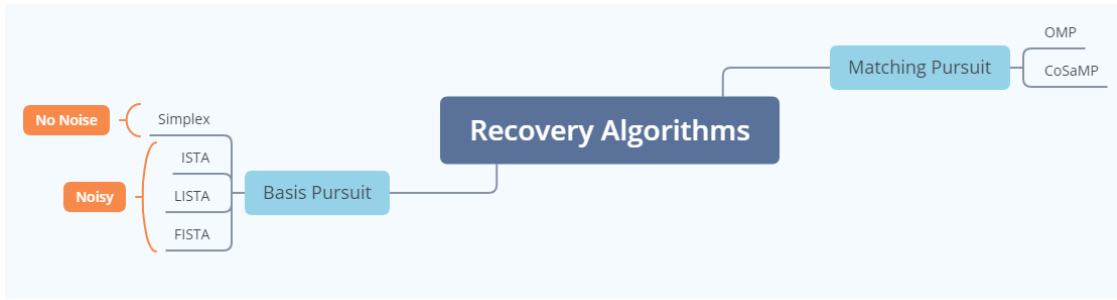 Recovery Algorithms
Matching Pursuit
OMP
CoSaMP
Basis Pursuit
No Noise
Simplex
Noisy
ISTA
LISTA
FISTA